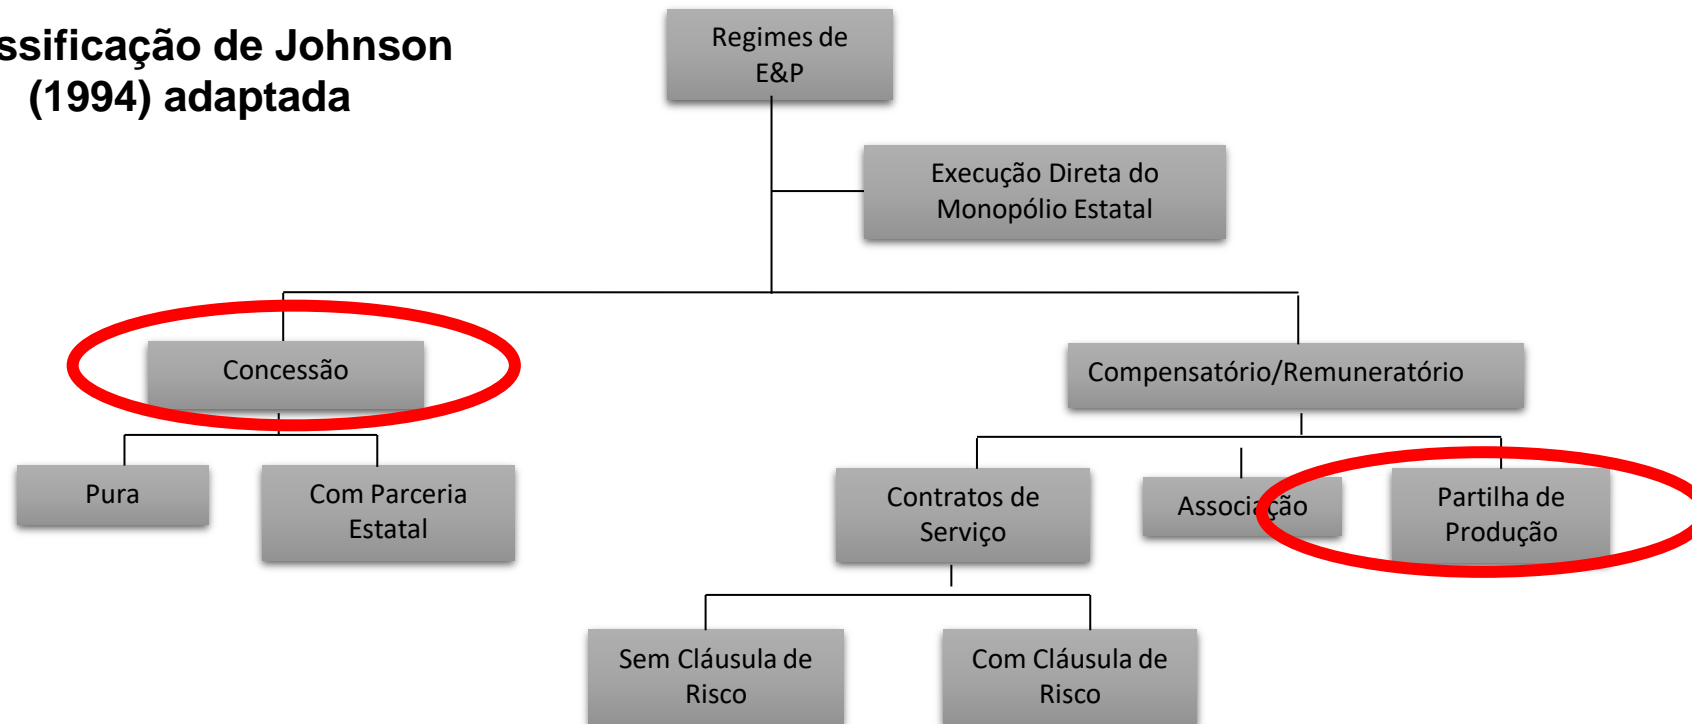 ssificação de Johnson
(1994) adaptada
Regimes de
E&P
Execução Direta do
Monopólio Estatal
Concessão
Compensatório/Remuneratório
Pura
Com Parceria
Estatal
Contratos de
Serviço
Associação
Partilha de
Produção
Sem Cláusula de
Risco
Com Cláusula de
Risco